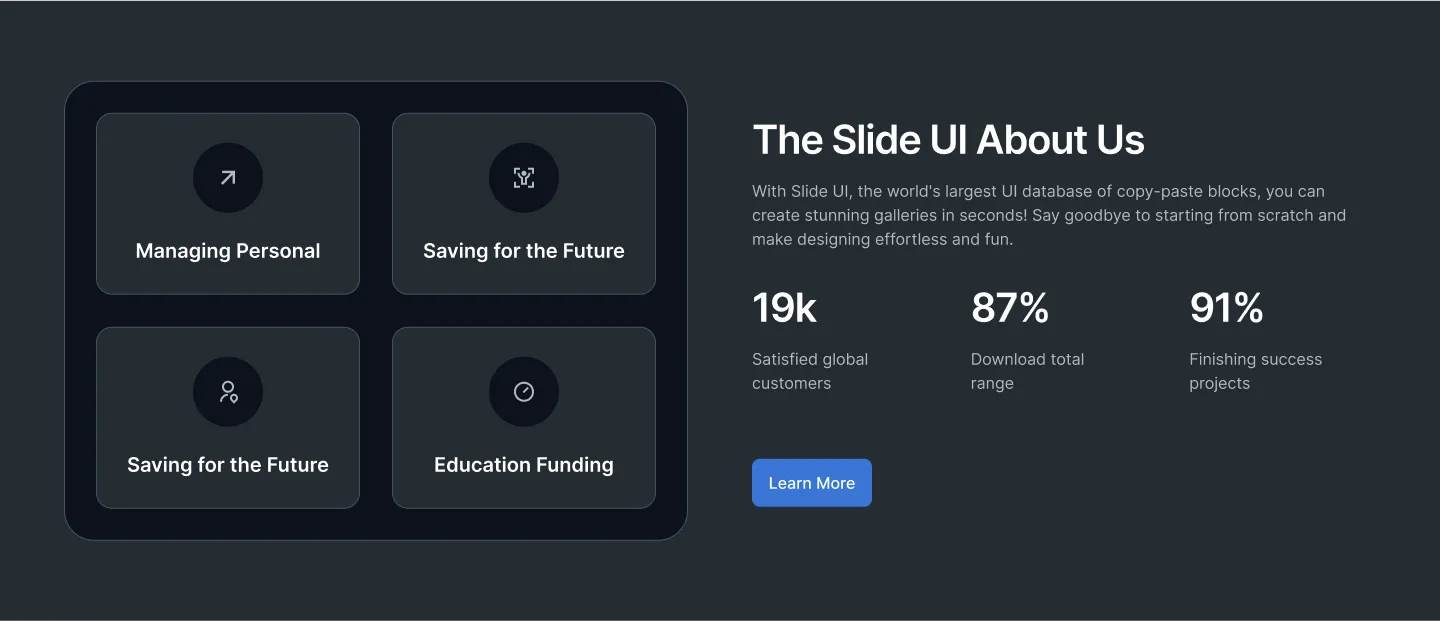 Managing Personal
Saving for the Future
Saving for the Future
Education Funding
The Slide UI About Us
With Slide UI, the world's largest UI database of copy-paste blocks, you can
create stunning galleries in seconds! Say goodbye to starting from scratch and
make designing effortless and fun.
19k
Satisfied global
customers
87%
Download total
range
91%
Finishing success
projects
Learn More